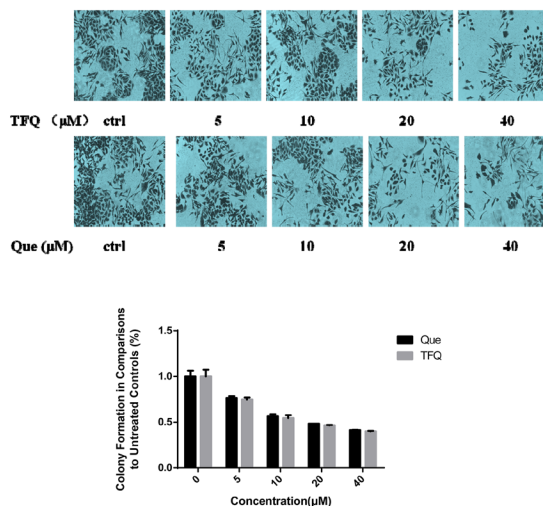 TFQ （μM） ctrl 5 10 20 40
Que (μM) ctrl 5 10 20 40
Colony Formation in Comparisons
to Untreated Controls (%)
1.5
1.0
0.5
0.0
0 5 10 20 40
Concentration(μM)
Que
TFQ